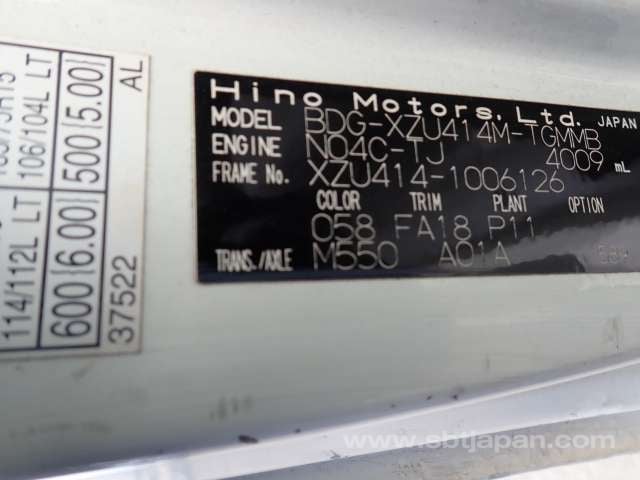 Hino Motors, Ltd. JAPAN
MODEL BDG-XZU414M-TGMMB
ENGINE N04C-TJ 4009 mL
FRAME No. XZU414-1006126
COLOR TRIM PLANT OPTION
058 FA18 P11
TRANS./AXLE M550 A01A
114/112L LT 106/104L LT
600(6.00) 500(5.00)
37522 AL
www.sbtjapan.com